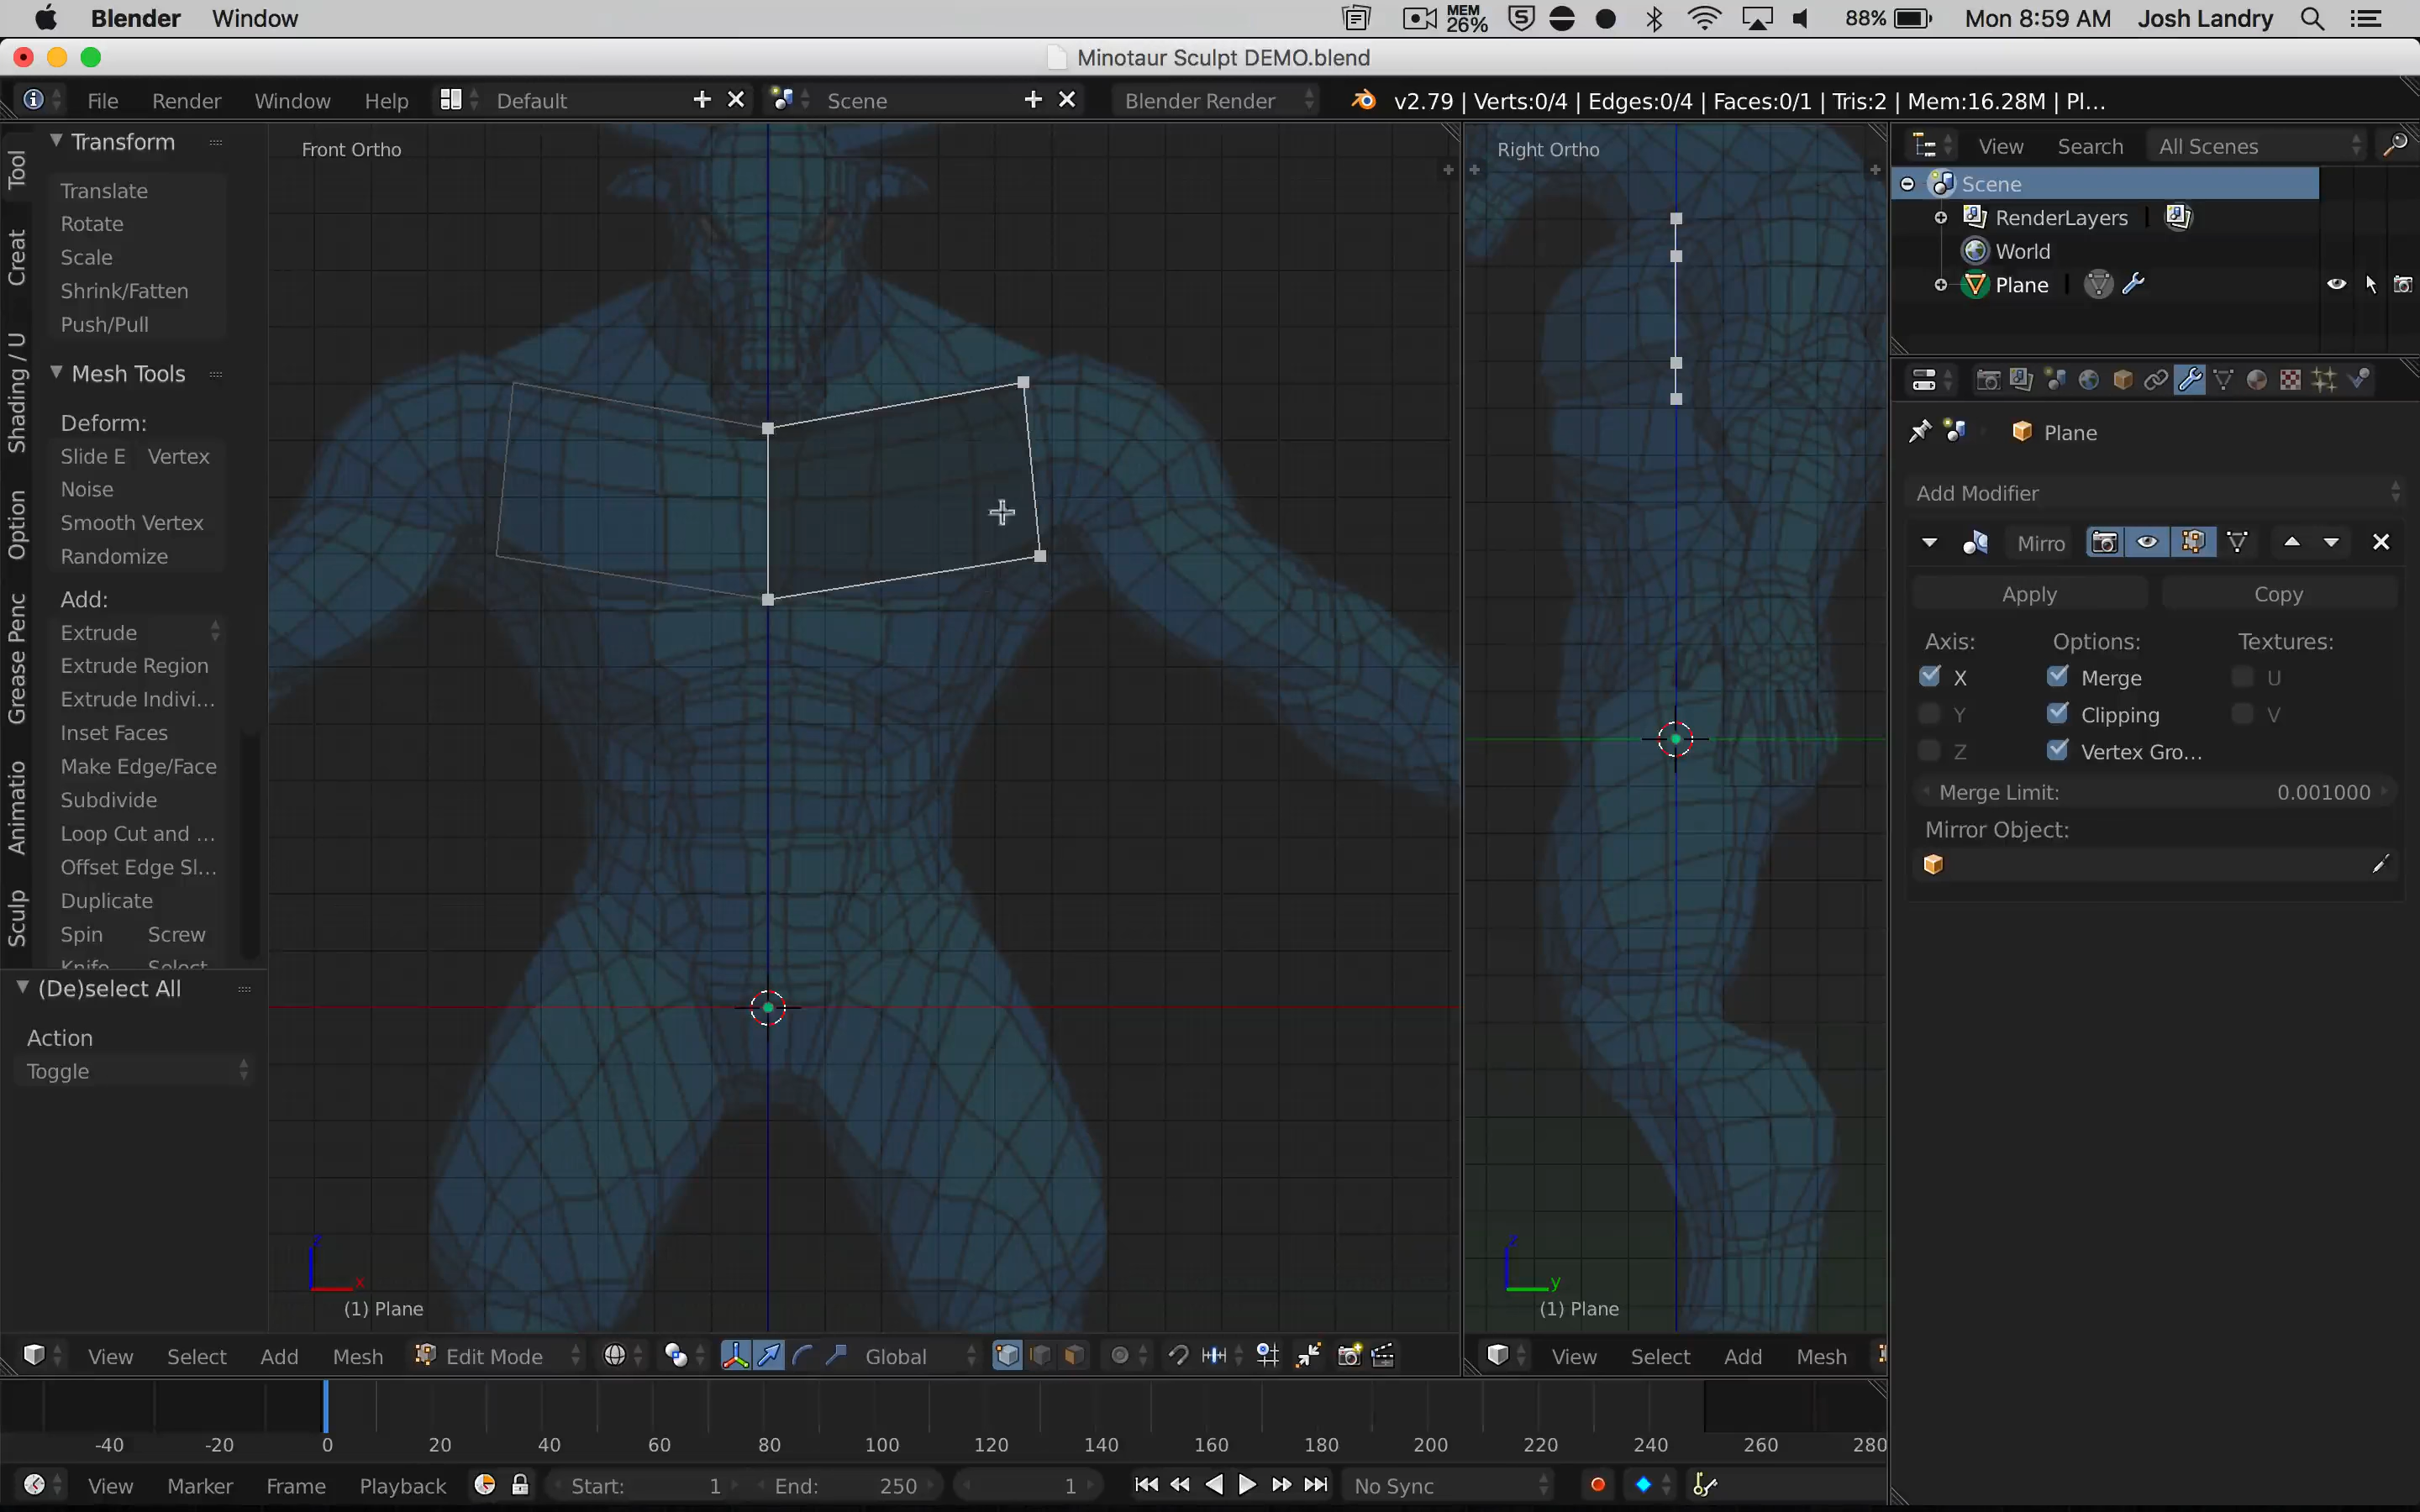 Blender Window MEM 26% 88% Mon 8:59 AM Josh Landry
Minotaur Sculpt DEMO.blend
File Render Window Help Default Scene Blender Render v2.79 | Verts:0/4 | Edges:0/4 | Faces:0/1 | Tris:2 | Mem:16.28M | Pl...
Tool
Creat
Shading / U
Option
Grease Penc
Animatio
Sculp
Transform
Translate
Rotate
Scale
Shrink/Fatten
Push/Pull
Mesh Tools
Deform:
Slide E Vertex
Noise
Smooth Vertex
Randomize
Add:
Extrude
Extrude Region
Extrude Indivi...
Inset Faces
Make Edge/Face
Subdivide
Loop Cut and ...
Offset Edge Sl...
Duplicate
Spin Screw
Knife Select
(De)select All
Action
Toggle
Front Ortho
z
x
(1) Plane
View Select Add Mesh Edit Mode Global
Right Ortho
z
y
(1) Plane
View Select Add Mesh
View Search All Scenes
Scene
RenderLayers
World
Plane
Plane
Add Modifier
Mirro
Apply Copy
Axis: Options: Textures:
X Merge U
Y Clipping V
Z Vertex Gro...
Merge Limit: 0.001000
Mirror Object:
-40 -20 0 20 40 60 80 100 120 140 160 180 200 220 240 260 280
View Marker Frame Playback Start: 1 End: 250 1 No Sync